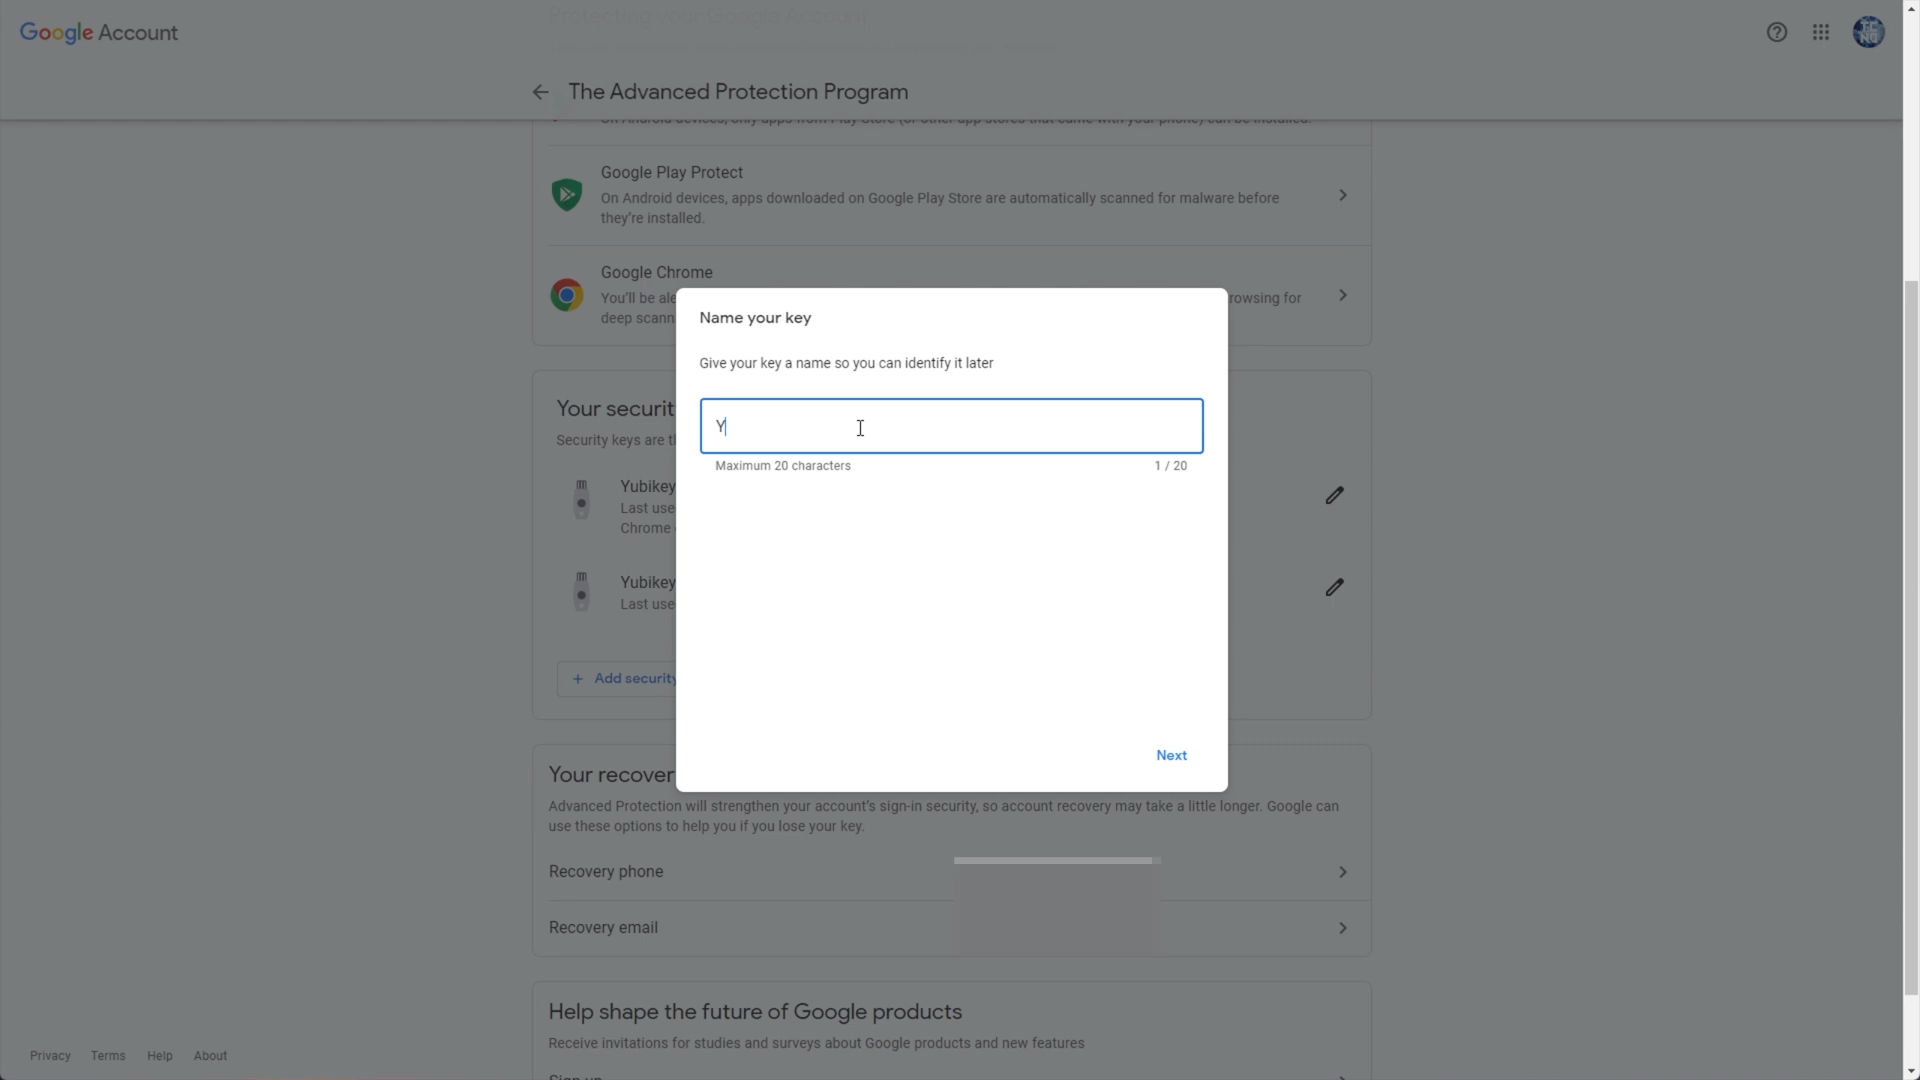 Protecting your Google Account
Google Account
The Advanced Protection Program
On Android devices, only apps from Play Store (or other app stores that came with your phone) can be installed.
Google Play Protect
On Android devices, apps downloaded on Google Play Store are automatically scanned for malware before
they're installed.
Google Chrome
You'll be ale
rowsing for
deep scann
Name your key
Give your key a name so you can identify it later
Y
Maximum 20 characters
1 / 20
Your securit
Security keys are t
Yubikey
Last use
Chrome
Yubikey
Last use
+ Add security
Next
Your recover
Advanced Protection will strengthen your account's sign-in security, so account recovery may take a little longer. Google can
use these options to help you if you lose your key.
Recovery phone
Recovery email
Help shape the future of Google products
Receive invitations for studies and surveys about Google products and new features
Sign up
Privacy Terms Help About